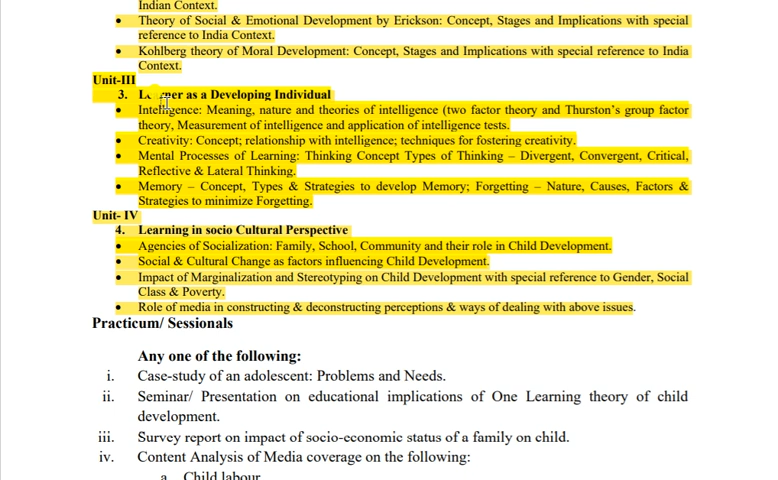 Indian Context.
• Theory of Social & Emotional Development by Erickson: Concept, Stages and Implications with special
reference to India Context.
• Kohlberg theory of Moral Development: Concept, Stages and Implications with special reference to India
Context.
Unit-III
3. as a Developing Individual
• Intelligence: Meaning, nature and theories of intelligence (two factor theory and Thurston’s group factor
theory, Measurement of intelligence and application of intelligence tests.
• Creativity: Concept; relationship with intelligence; techniques for fostering creativity.
• Mental Processes of Learning: Thinking Concept Types of Thinking – Divergent, Convergent, Critical,
Reflective & Lateral Thinking.
• Memory – Concept, Types & Strategies to develop Memory; Forgetting – Nature, Causes, Factors &
Strategies to minimize Forgetting.
Unit- IV
4. Learning in socio Cultural Perspective
• Agencies of Socialization: Family, School, Community and their role in Child Development.
• Social & Cultural Change as factors influencing Child Development.
• Impact of Marginalization and Stereotyping on Child Development with special reference to Gender, Social
Class & Poverty.
• Role of media in constructing & deconstructing perceptions & ways of dealing with above issues.
Practicum/ Sessionals
Any one of the following:
i. Case-study of an adolescent: Problems and Needs.
ii. Seminar/ Presentation on educational implications of One Learning theory of child
development.
iii. Survey report on impact of socio-economic status of a family on child.
iv. Content Analysis of Media coverage on the following:
a. Child labour